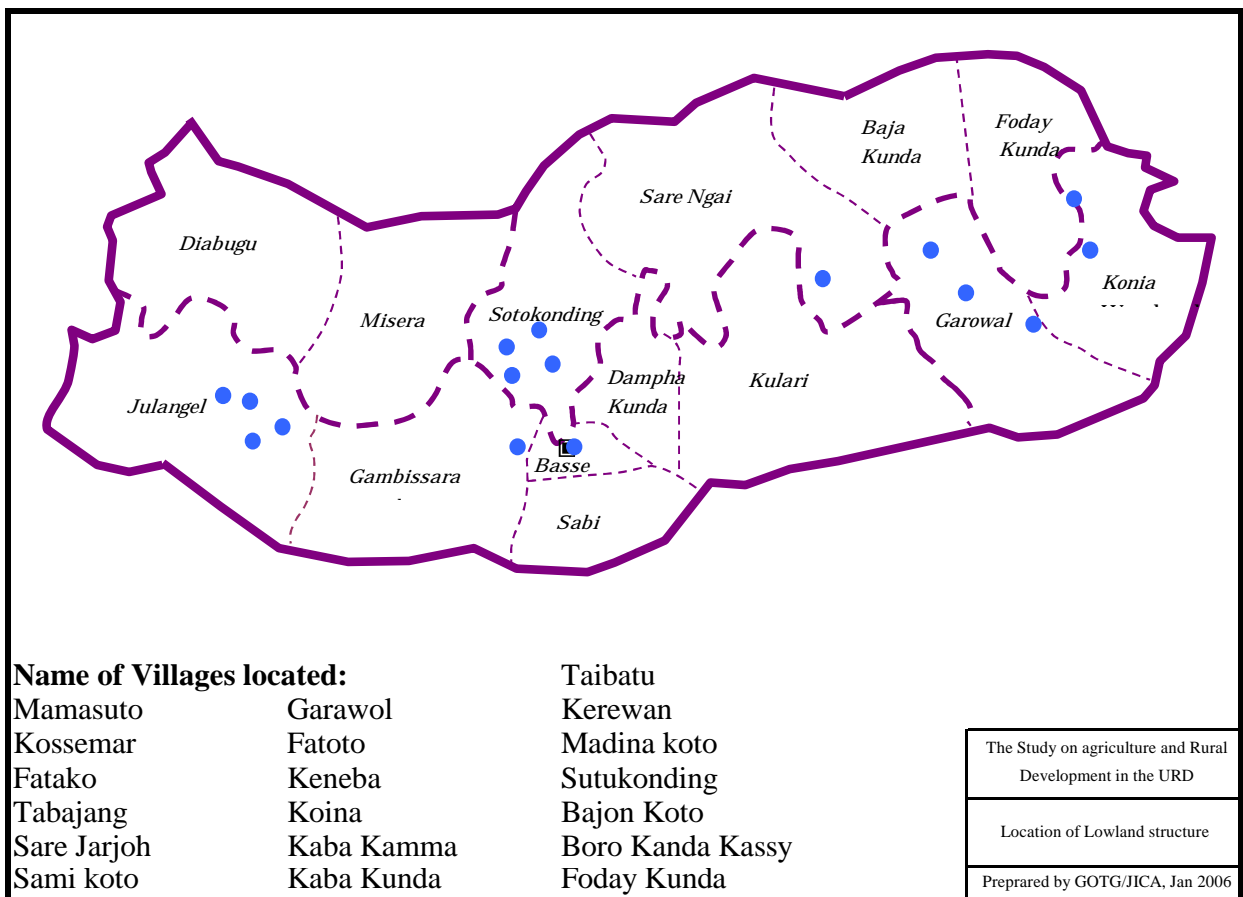 Baja
Kunda
Foday
Kunda
Sare Ngai
Diabugu
Konia
Misera
Sotokonding
Garowal
Dampha
Kunda
Kulari
Julangel
Basse
Gambissara
Sabi
Name of Villages located:
Mamasuto
Kossemar
Fatako
Tabajang
Sare Jarjoh
Sami koto
Garawol
Fatoto
Keneba
Koina
Kaba Kamma
Kaba Kunda
Taibatu
Kerewan
Madina koto
Sutukonding
Bajon Koto
Boro Kanda Kassy
Foday Kunda
The Study on agriculture and Rural
Development in the URD
Location of Lowland structure
Preprared by GOTG/JICA, Jan 2006